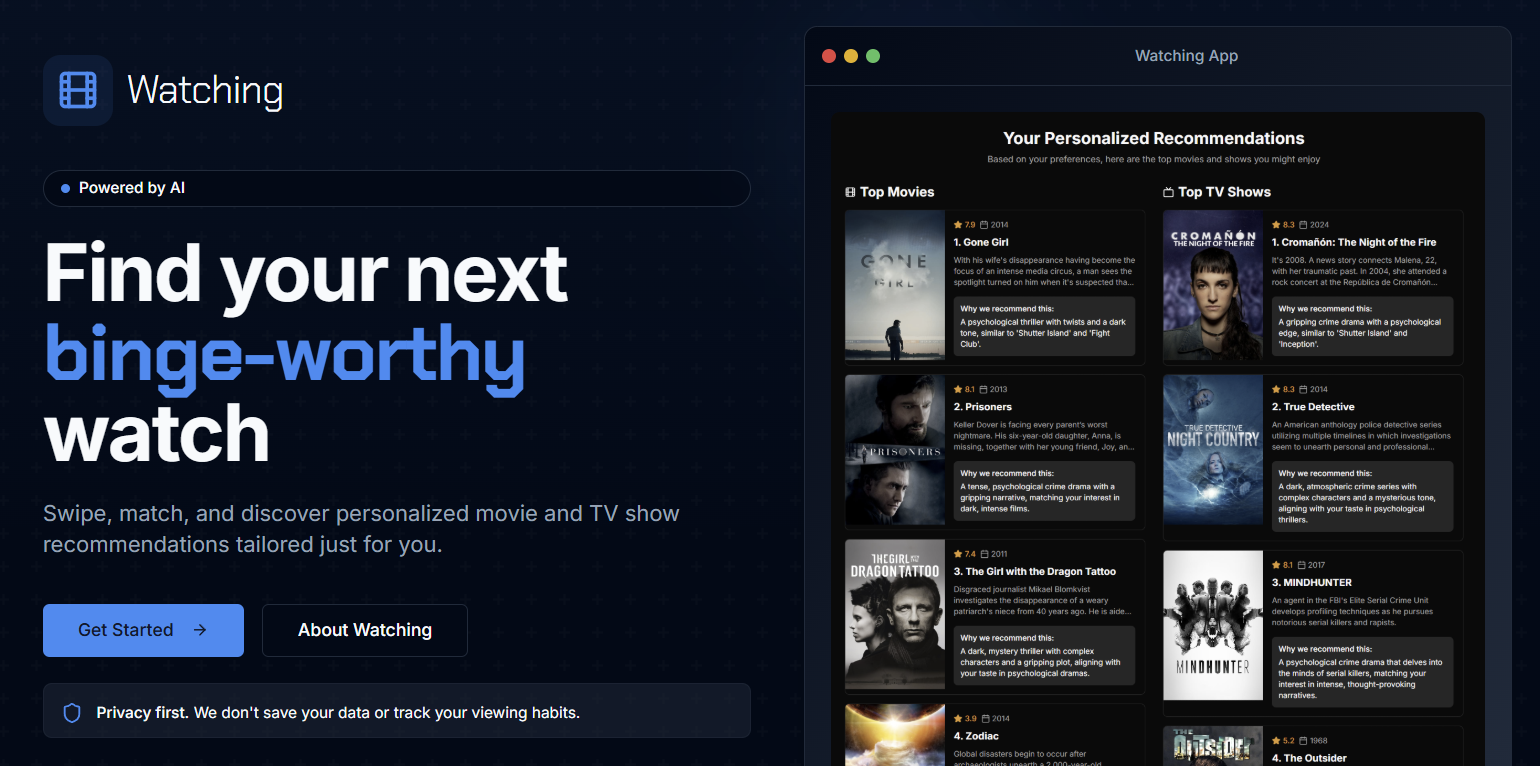 Watching
Powered by AI
Find your next
binge-worthy
watch
Swipe, match, and discover personalized movie and TV show
recommendations tailored just for you.
Get Started →
About Watching
Privacy first. We don't save your data or track your viewing habits.
Watching App
Your Personalized Recommendations
Based on your preferences, here are the top movies and shows you might enjoy
Top Movies
7.9 2014
GONE
GIRL
1. Gone Girl
With his wife's disappearance having become the
focus of an intense media circus, a man sees the
spotlight turned on him when it's suspected tha...
Why we recommend this:
A psychological thriller with twists and a dark
tone, similar to 'Shutter Island' and 'Fight
Club'.
8.1 2013
PRISONERS
2. Prisoners
Keller Dover is facing every parent's worst
nightmare. His six-year-old daughter, Anna, is
missing, together with her young friend, Joy, an...
Why we recommend this:
A tense, psychological crime drama with a
gripping narrative, matching your interest in
dark, intense films.
7.4 2011
THE GIRL WITH THE
DRAGON TATTOO
3. The Girl with the Dragon Tattoo
Disgraced journalist Mikael Blomkvist
investigates the disappearance of a weary
patriarch's niece from 40 years ago. He is aide...
Why we recommend this:
A dark, mystery thriller with complex
characters and a gripping plot, aligning with
your taste in psychological dramas.
3.9 2014
4. Zodiac
Global disasters begin to occur after
archaeologists unearth a 2,000-year-old
Top TV Shows
8.3 2024
CROMAÑÓN
THE NIGHT OF THE FIRE
1. Cromañón: The Night of the Fire
It's 2008. A news story connects Malena, 22,
with her traumatic past. In 2004, she attended a
rock concert at the República de Cromañón...
Why we recommend this:
A gripping crime drama with a psychological
edge, similar to 'Shutter Island' and
'Inception'.
8.3 2014
TRUE DETECTIVE
NIGHT COUNTRY
2. True Detective
An American anthology police detective series
utilizing multiple timelines in which investigations
seem to unearth personal and professional...
Why we recommend this:
A dark, atmospheric crime series with
complex characters and a mysterious tone,
aligning with your taste in psychological
thrillers.
8.1 2017
MINDHUNTER
3. MINDHUNTER
An agent in the FBI's Elite Serial Crime Unit
develops profiling techniques as he pursues
notorious serial killers and rapists.
Why we recommend this:
A psychological crime drama that delves into
the minds of serial killers, matching your
interest in intense, thought-provoking
narratives.
5.2 1968
THE
OUTSIDER
4. The Outsider